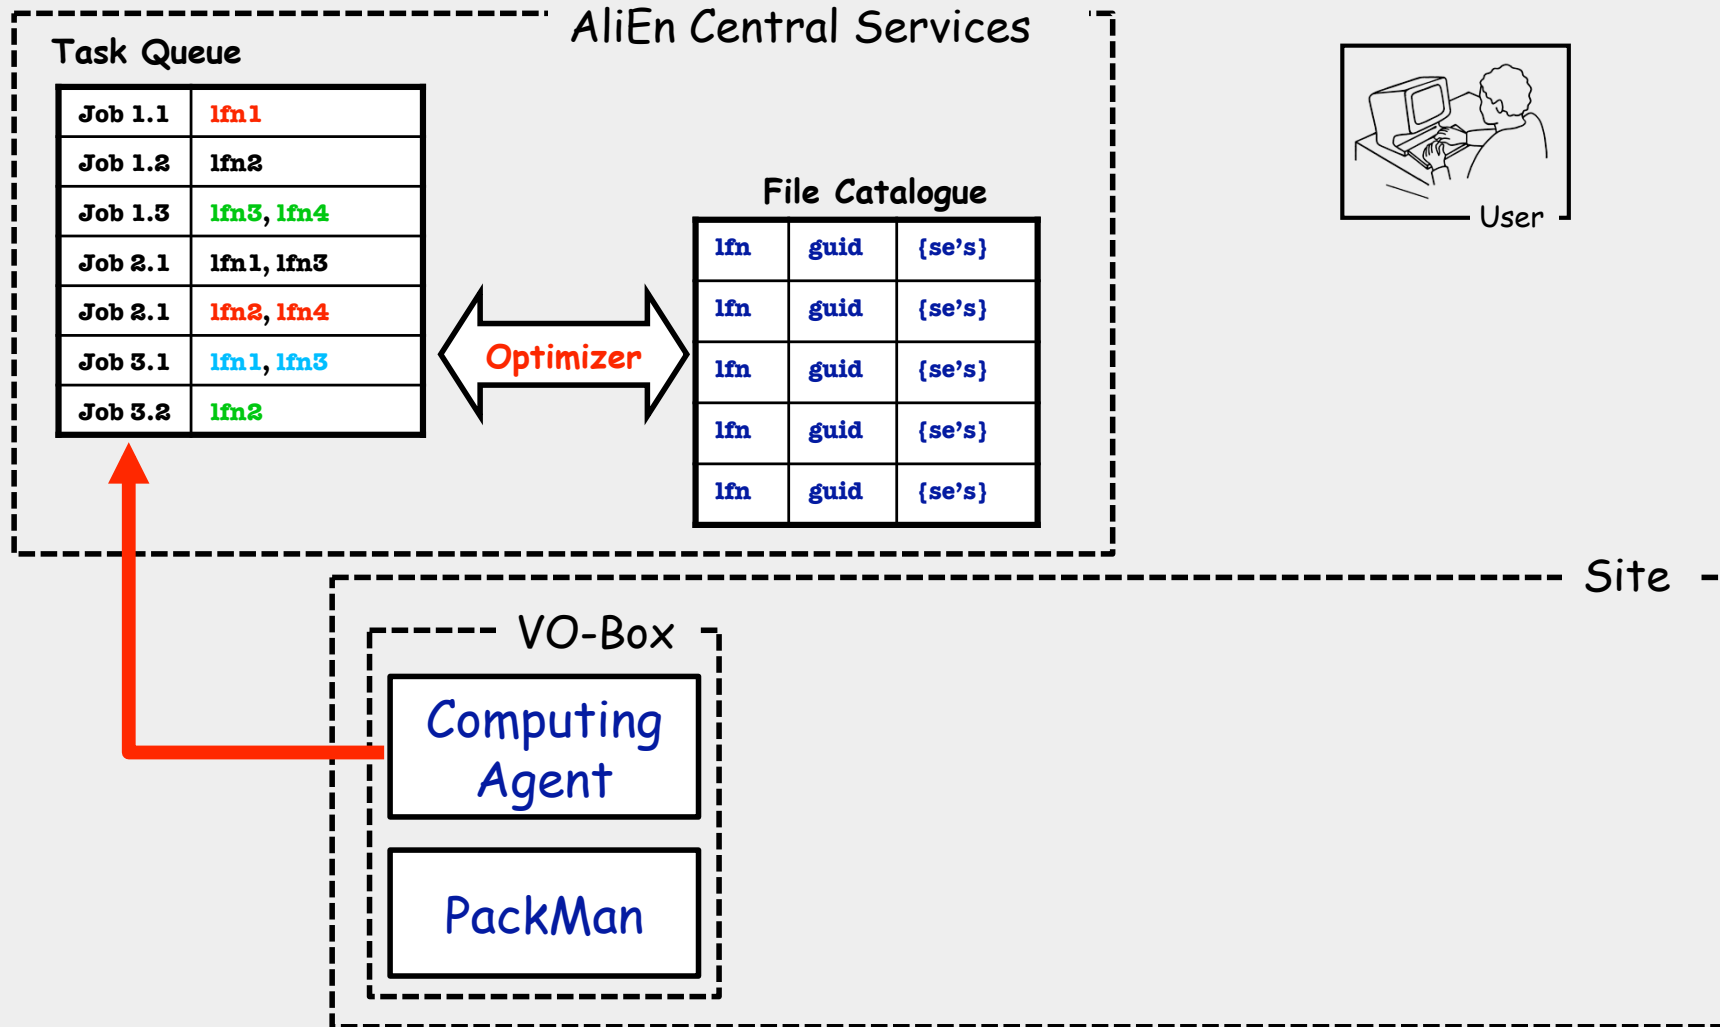 AliEn Central Services
Task Queue
Job 1.1 lfn1
Job 1.2 lfn2
Job 1.3 lfn3, lfn4
Job 2.1 lfn1, lfn3
Job 2.1 lfn2, lfn4
Job 3.1 lfn1, lfn3
Job 3.2 lfn2
Optimizer
File Catalogue
lfn guid {se's}
lfn guid {se's}
lfn guid {se's}
lfn guid {se's}
lfn guid {se's}
User
Site
VO-Box
Computing
Agent
PackMan